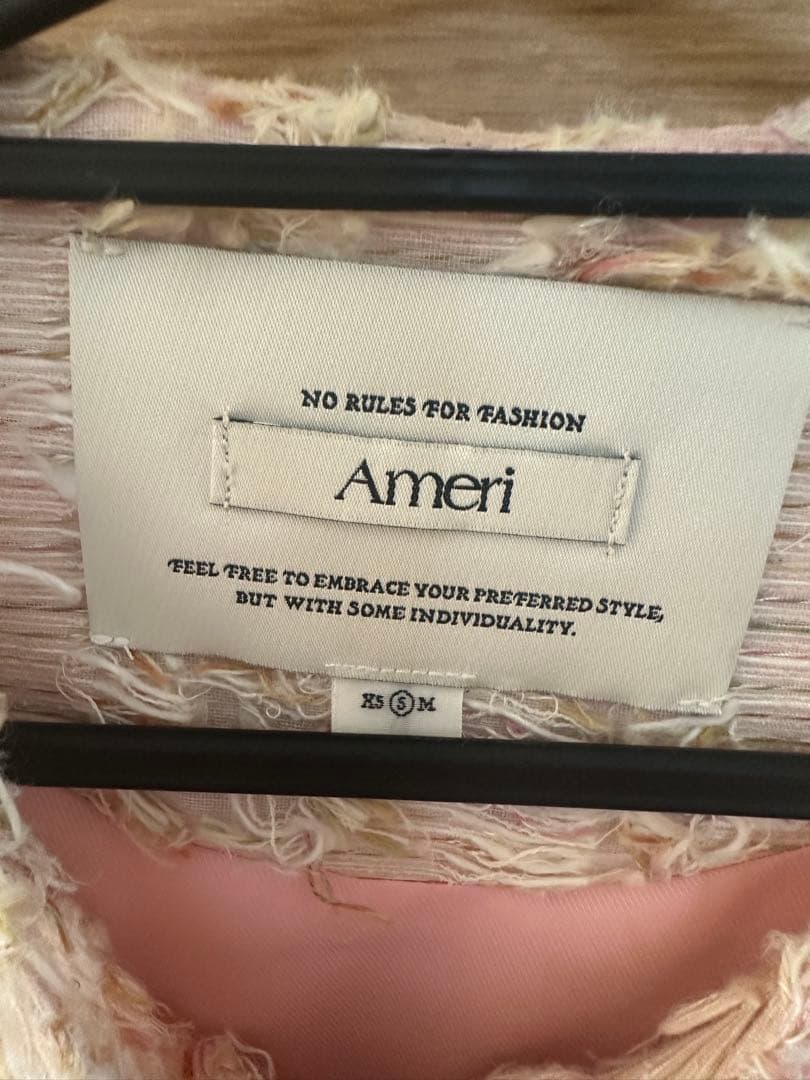 NO RULES FOR FASHION
Ameri
FEEL FREE TO EMBRACE YOUR PREFERRED STYLE,
BUT WITH SOME INDIVIDUALITY.
XS S M